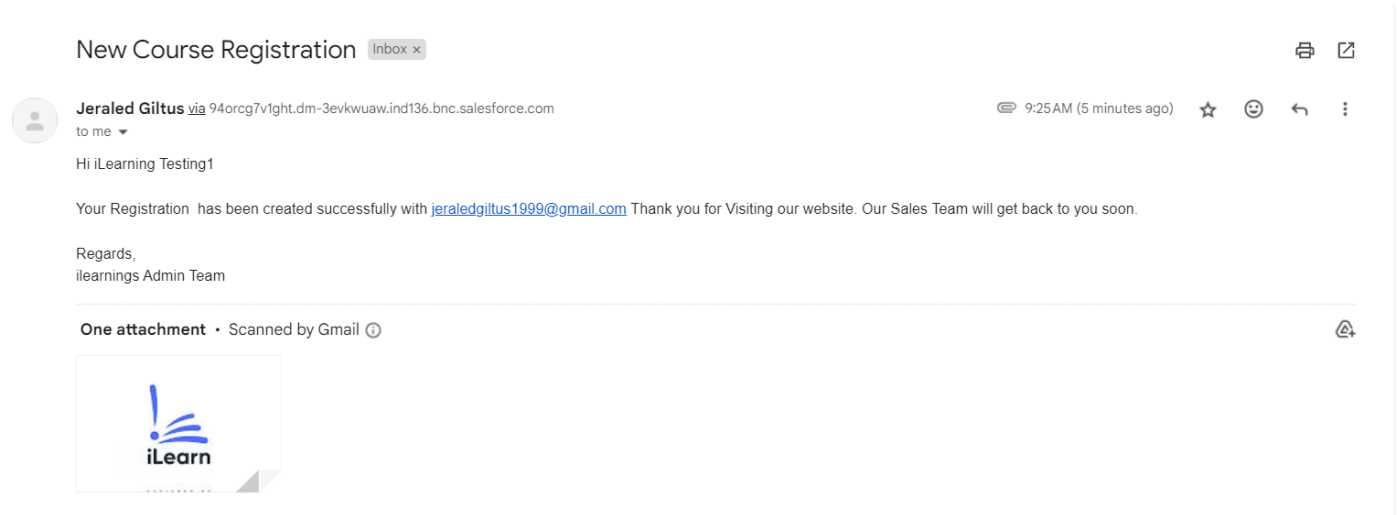 New Course Registration Inbox ×
Jeraled Giltus via 94orcg7v1ght.dm-3evkwuaw.ind136.bnc.salesforce.com 9:25 AM (5 minutes ago)
to me
Hi iLearning Testing1
Your Registration  has been created successfully with jeraledgiltus1999@gmail.com Thank you for Visiting our website. Our Sales Team will get back to you soon.
Regards,
ilearnings Admin Team
One attachment • Scanned by Gmail
iLearn